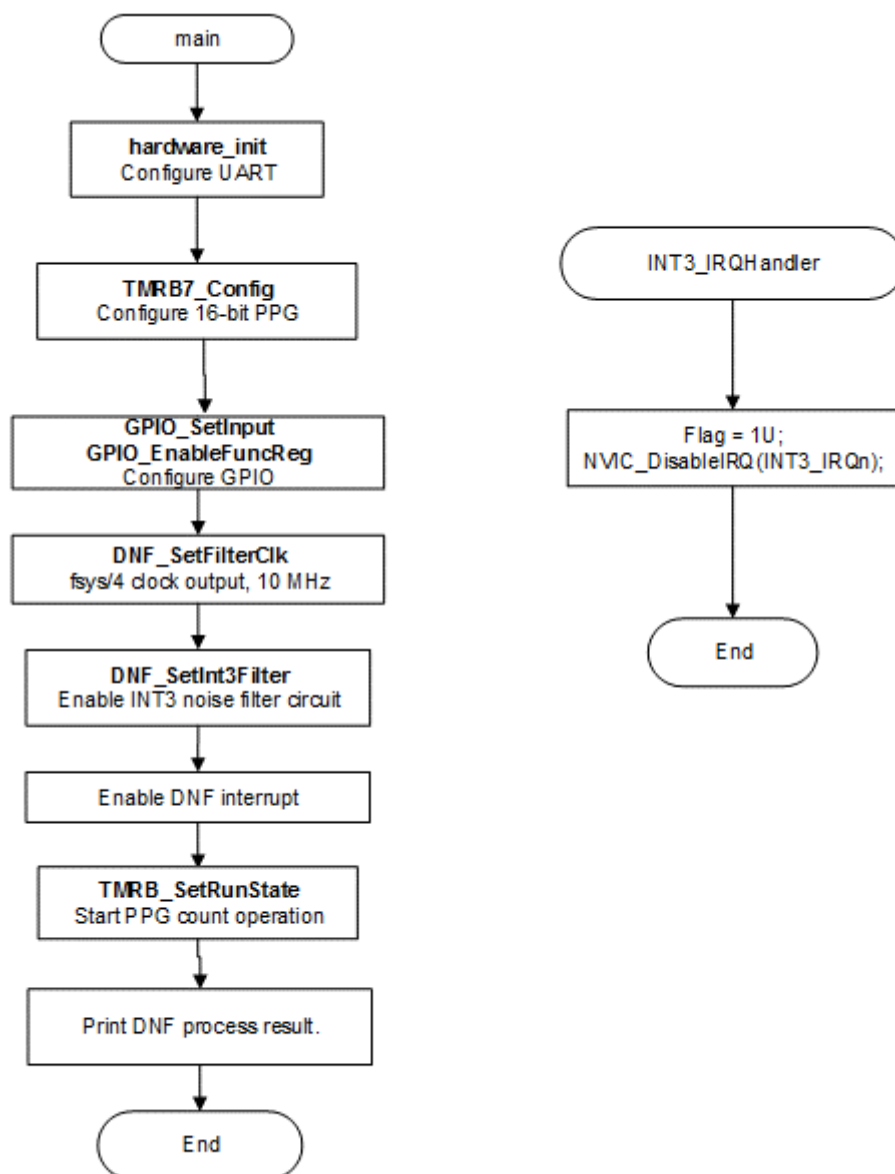 main
hardware_init
Configure UART
TMRB7_Config
Configure 16-bit PPG
GPIO_SetInput
GPIO_EnableFuncReg
Configure GPIO
DNF_SetFilterClk
fsys/4 clock output, 10 MHz
DNF_SetInt3Filter
Enable INT3 noise filter circuit
Enable DNF interrupt
TMRB_SetRunState
Start PPG count operation
Print DNF process result.
End
INT3_IRQHandler
Flag = 1U;
NVIC_DisableIRQ(INT3_IRQn);
End